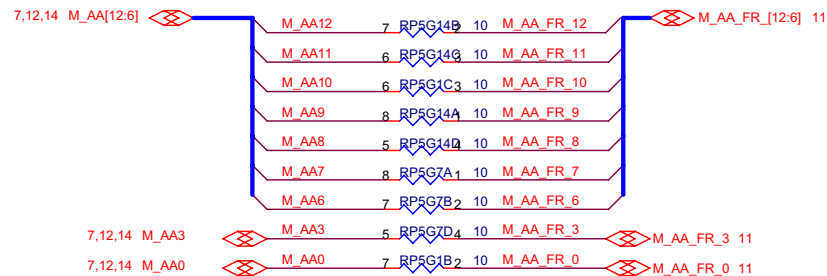 7,12,14 M_AA[12:6] M_AA12 7 RP5G14B 2 10 M_AA_FR_12 M_AA_FR_[12:6] 11
M_AA11 6 RP5G14C 3 10 M_AA_FR_11
M_AA10 6 RP5G1C 3 10 M_AA_FR_10
M_AA9 8 RP5G14A 1 10 M_AA_FR_9
M_AA8 5 RP5G14D 4 10 M_AA_FR_8
M_AA7 8 RP5G7A 1 10 M_AA_FR_7
M_AA6 7 RP5G7B 2 10 M_AA_FR_6
7,12,14 M_AA3 M_AA3 5 RP5G7D 4 10 M_AA_FR_3 M_AA_FR_3 11
7,12,14 M_AA0 M_AA0 7 RP5G1B 2 10 M_AA_FR_0 M_AA_FR_0 11